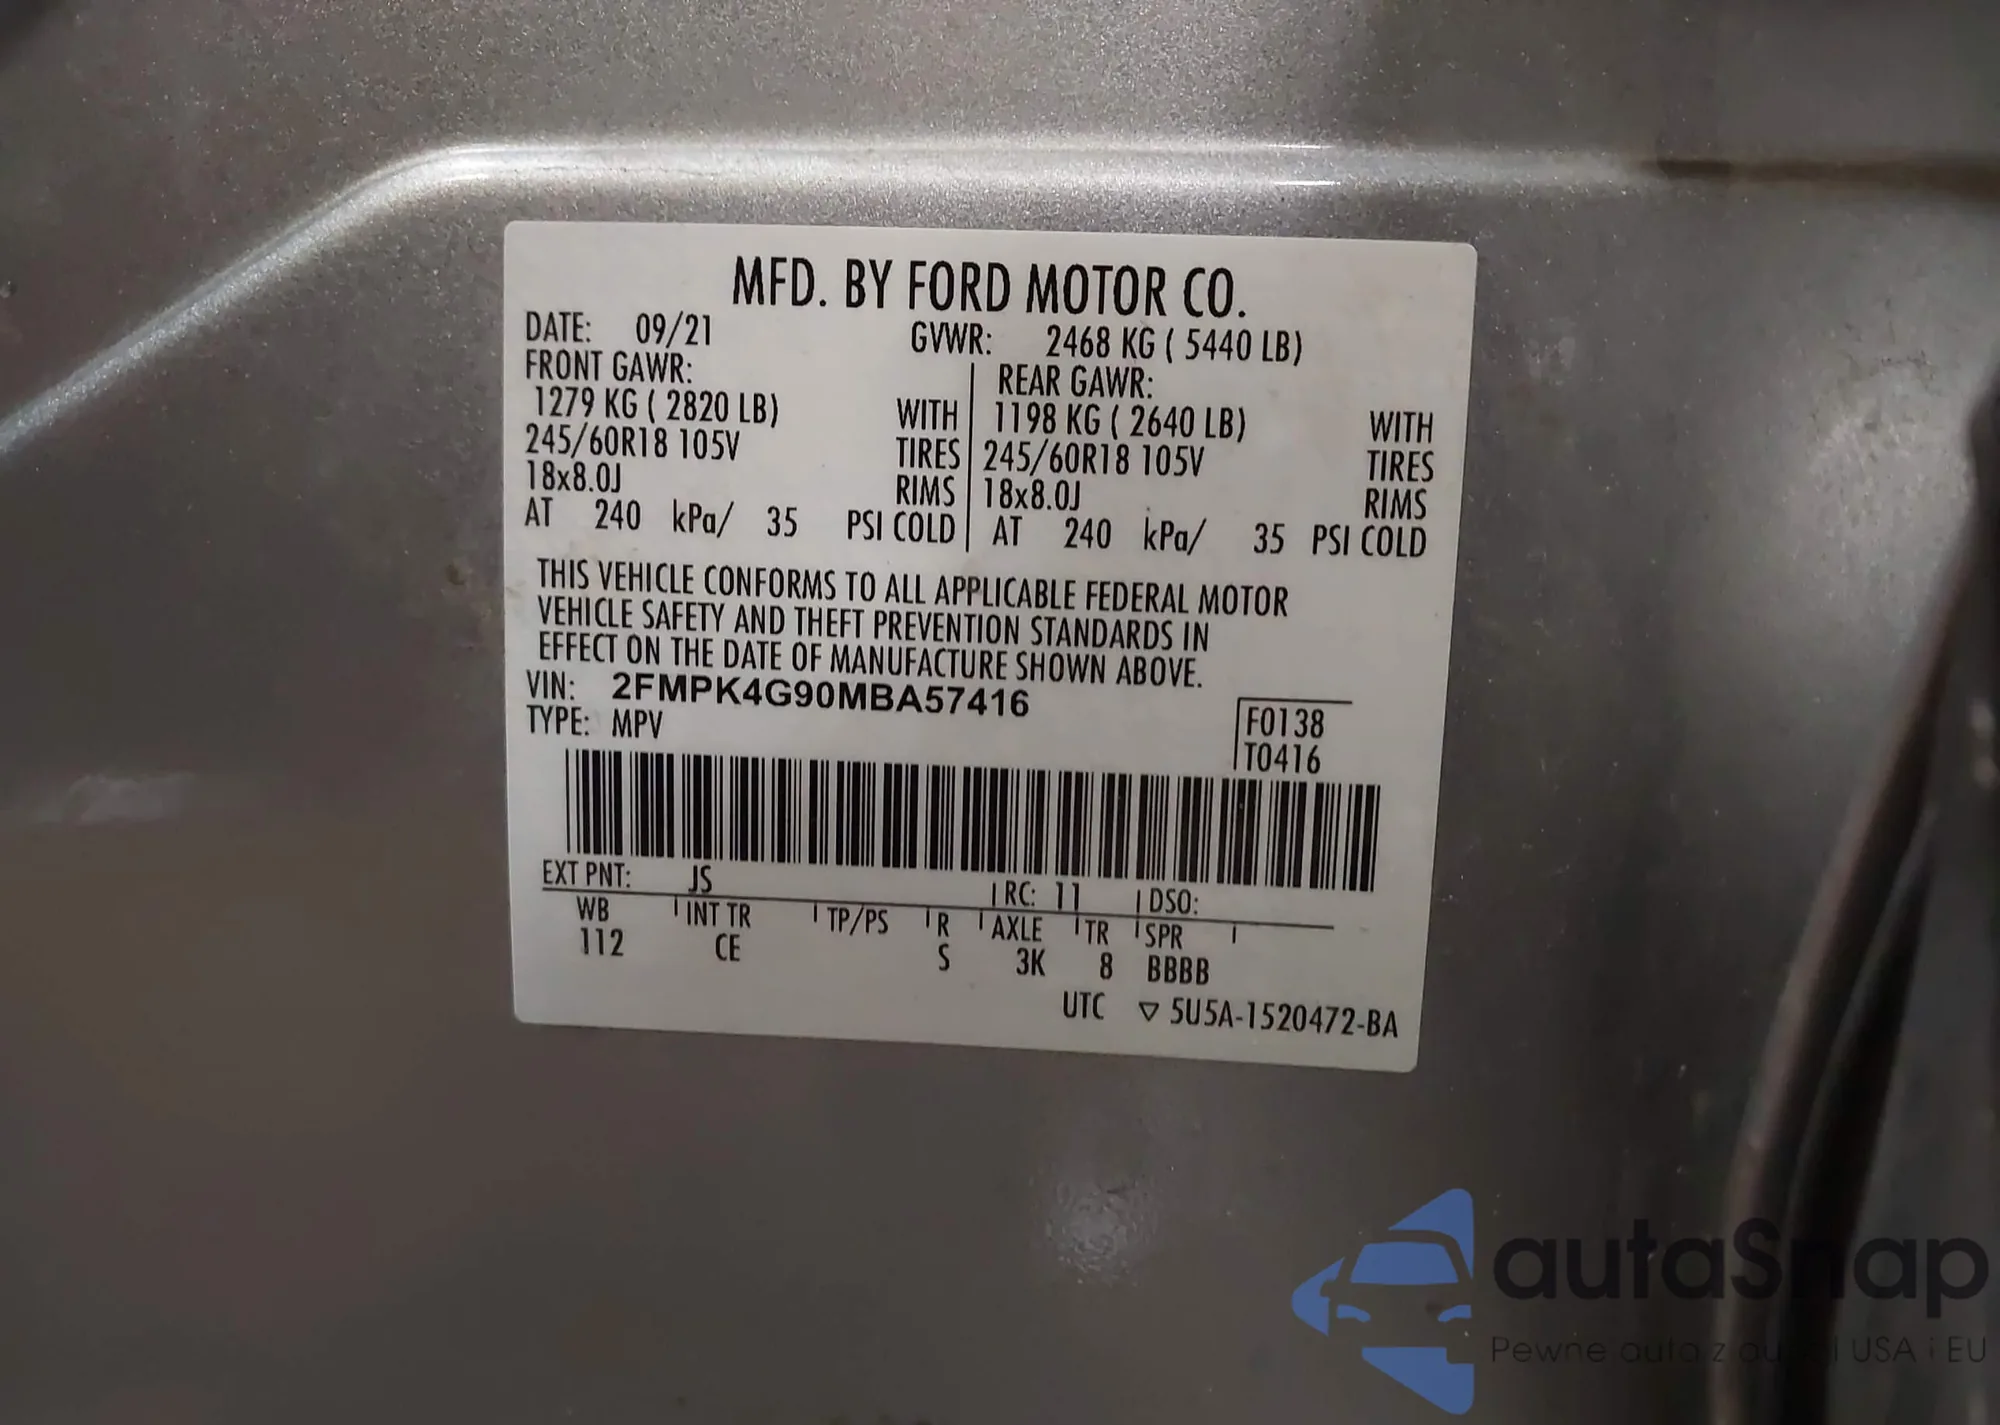 MFD. BY FORD MOTOR CO.
DATE: 09/21 GVWR: 2468 KG ( 5440 LB)
FRONT GAWR: REAR GAWR:
1279 KG ( 2820 LB) WITH 1198 KG ( 2640 LB) WITH
245/60R18 105V TIRES 245/60R18 105V TIRES
18x8.0J RIMS 18x8.0J RIMS
AT 240 kPa/ 35 PSI COLD AT 240 kPa/ 35 PSI COLD
THIS VEHICLE CONFORMS TO ALL APPLICABLE FEDERAL MOTOR
VEHICLE SAFETY AND THEFT PREVENTION STANDARDS IN
EFFECT ON THE DATE OF MANUFACTURE SHOWN ABOVE.
VIN: 2FMPK4G90MBA57416
TYPE: MPV
F0138
T0416
EXT PNT: JS RC: 11 DSO:
WB INT TR TP/PS R AXLE TR SPR
112 CE S 3K 8 BBBB
UTC ▽ 5U5A-1520472-BA
autaSnap
Pewne auta z USA i EU